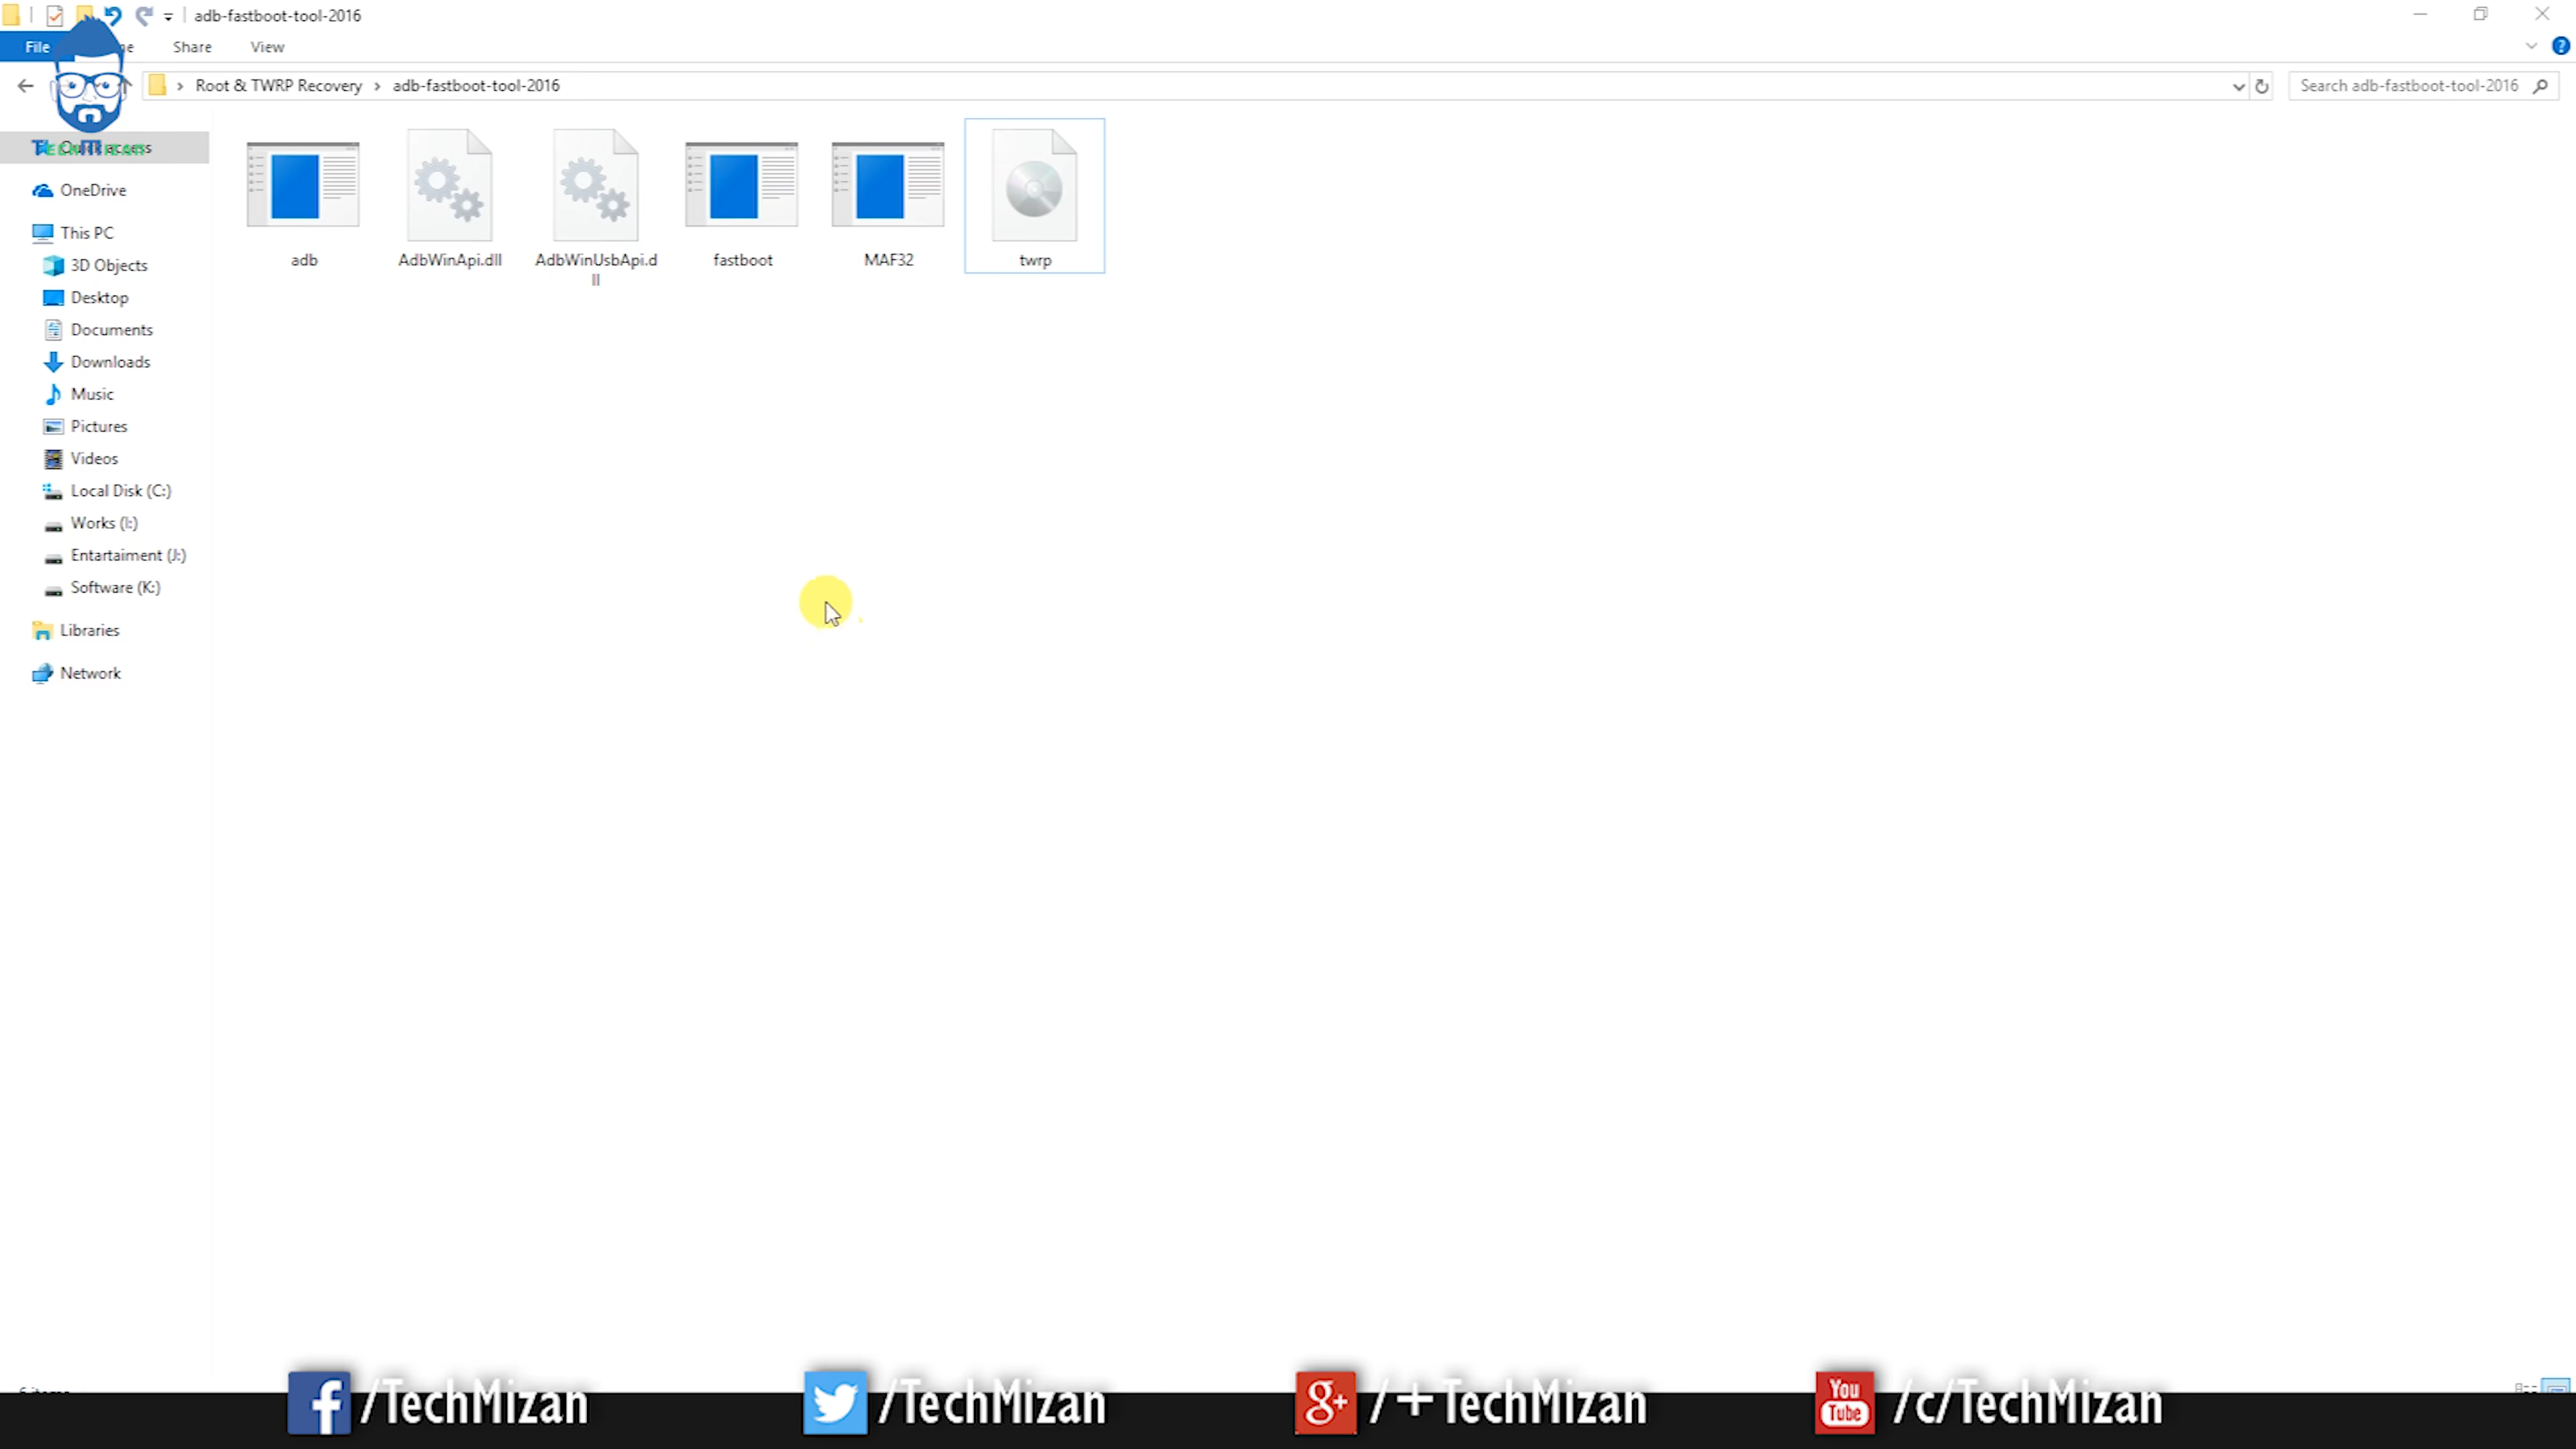 adb-fastboot-tool-2016
File
Share
View
Root & TWRP Recovery > adb-fastboot-tool-2016
Search adb-fastboot-tool-2016
OneDrive
This PC
3D Objects
Desktop
Documents
Downloads
Music
Pictures
Videos
Local Disk (C:)
Works (I:)
Entartaiment (J:)
Software (K:)
Libraries
Network
adb
AdbWinApi.dll
AdbWinUsbApi.d
ll
fastboot
MAF32
twrp
/TechMizan
/TechMizan
g+ /+TechMizan
You
Tube
/c/TechMizan